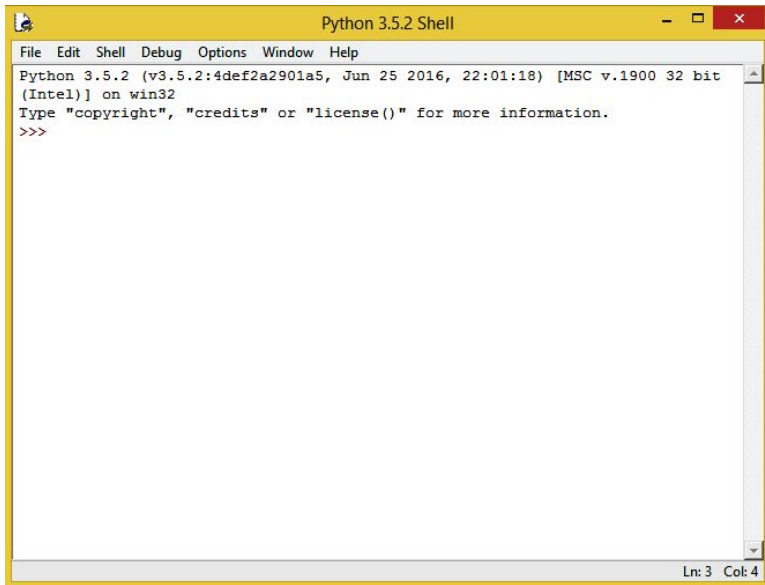 Python 3.5.2 Shell
File Edit Shell Debug Options Window Help
Python 3.5.2 (v3.5.2:4def2a2901a5, Jun 25 2016, 22:01:18) [MSC v.1900 32 bit
(Intel)] on win32
Type "copyright", "credits" or "license()" for more information.
>>>
Ln: 3 Col: 4